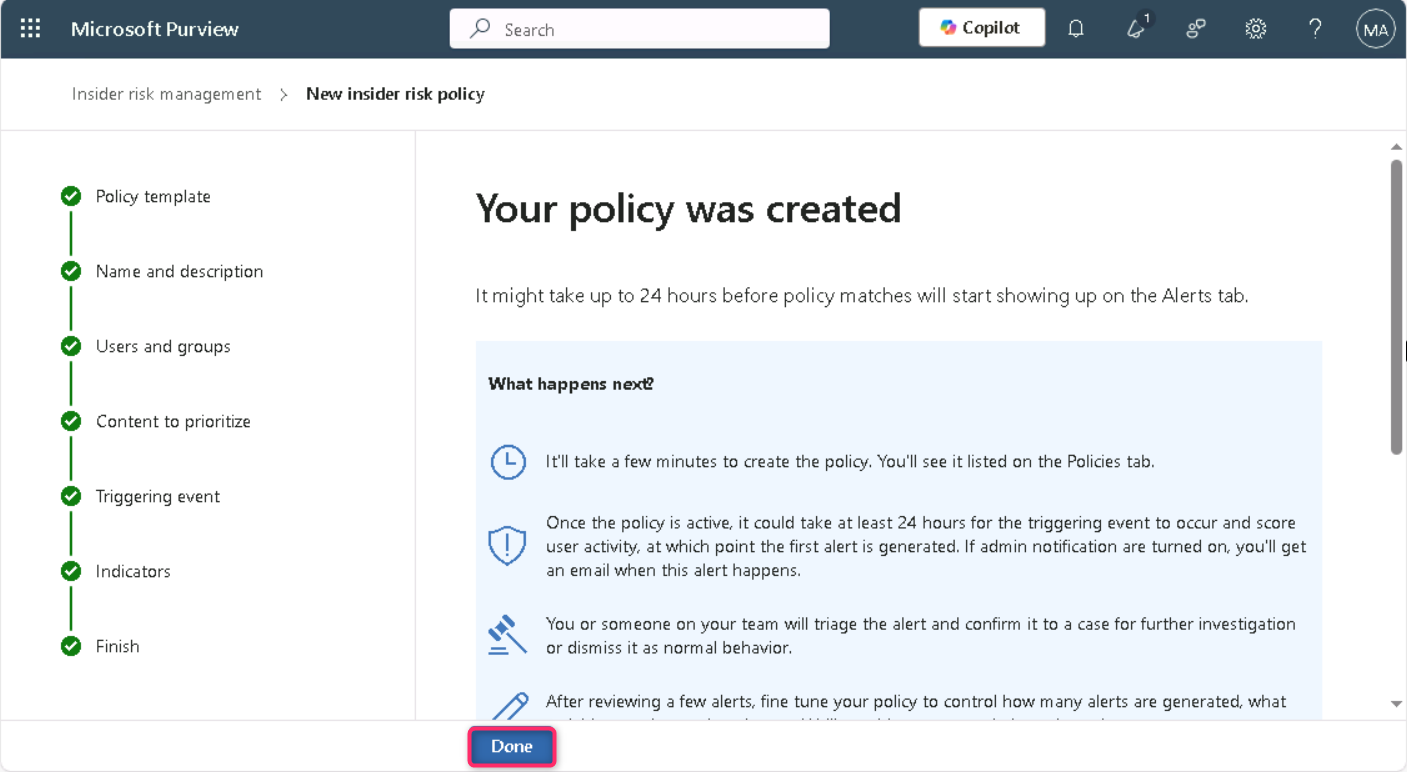 Microsoft Purview
Search
Copilot
1
MA
Insider risk management > New insider risk policy
Policy template
Name and description
Users and groups
Content to prioritize
Triggering event
Indicators
Finish
Your policy was created
It might take up to 24 hours before policy matches will start showing up on the Alerts tab.
What happens next?
It'll take a few minutes to create the policy. You'll see it listed on the Policies tab.
Once the policy is active, it could take at least 24 hours for the triggering event to occur and score
user activity, at which point the first alert is generated. If admin notification are turned on, you'll get
an email when this alert happens.
You or someone on your team will triage the alert and confirm it to a case for further investigation
or dismiss it as normal behavior.
After reviewing a few alerts, fine tune your policy to control how many alerts are generated, what
Done